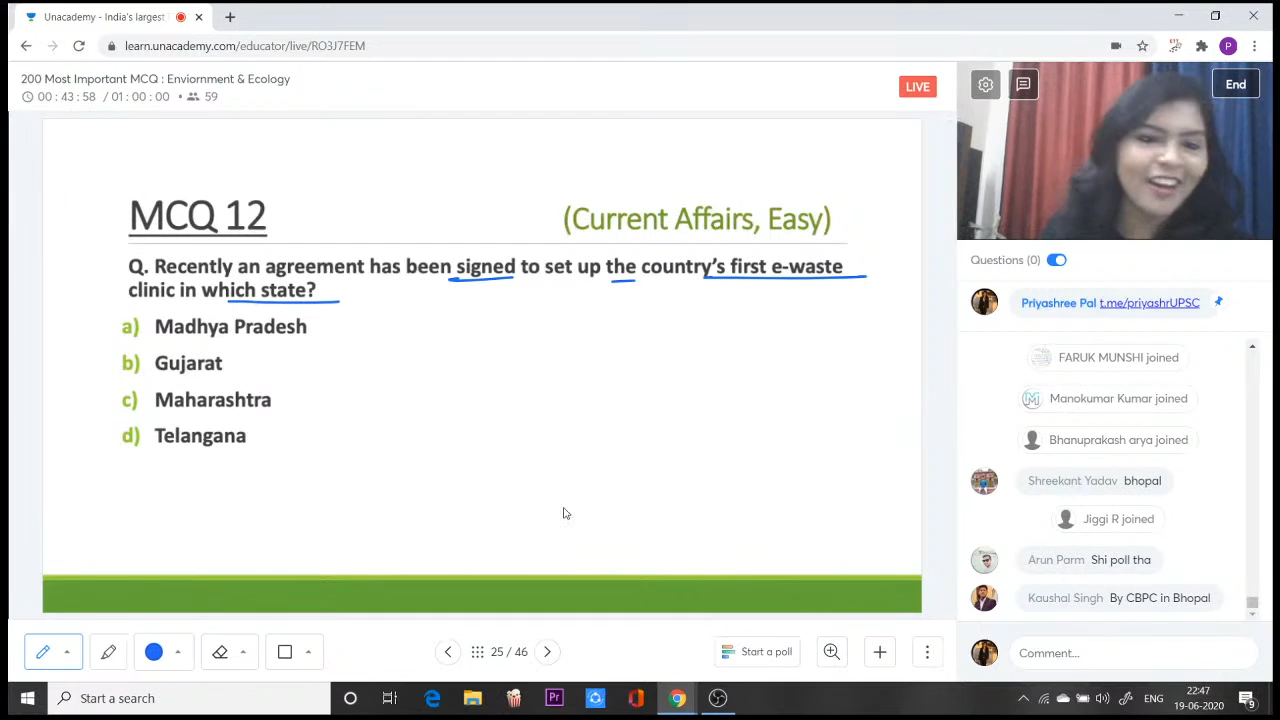 Unacademy - India's largest
learn.unacademy.com/educator/live/RO3J7FEM
200 Most Important MCQ : Enviornment & Ecology
00 : 43 : 58 / 01 : 00 : 00 • 59
LIVE
End
MCQ 12
(Current Affairs, Easy)
Q. Recently an agreement has been signed to set up the country's first e-waste
clinic in which state?
a) Madhya Pradesh
b) Gujarat
c) Maharashtra
d) Telangana
Questions (0)
Priyashree Pal t.me/priyashrUPSC
FARUK MUNSHI joined
Manokumar Kumar joined
Bhanuprakash arya joined
Shreekant Yadav bhopal
Jiggi R joined
Arun Parm Shi poll tha
Kaushal Singh By CBPC in Bhopal
25 / 46
Start a poll
Comment...
Start a search
ENG
22:47
19-06-2020